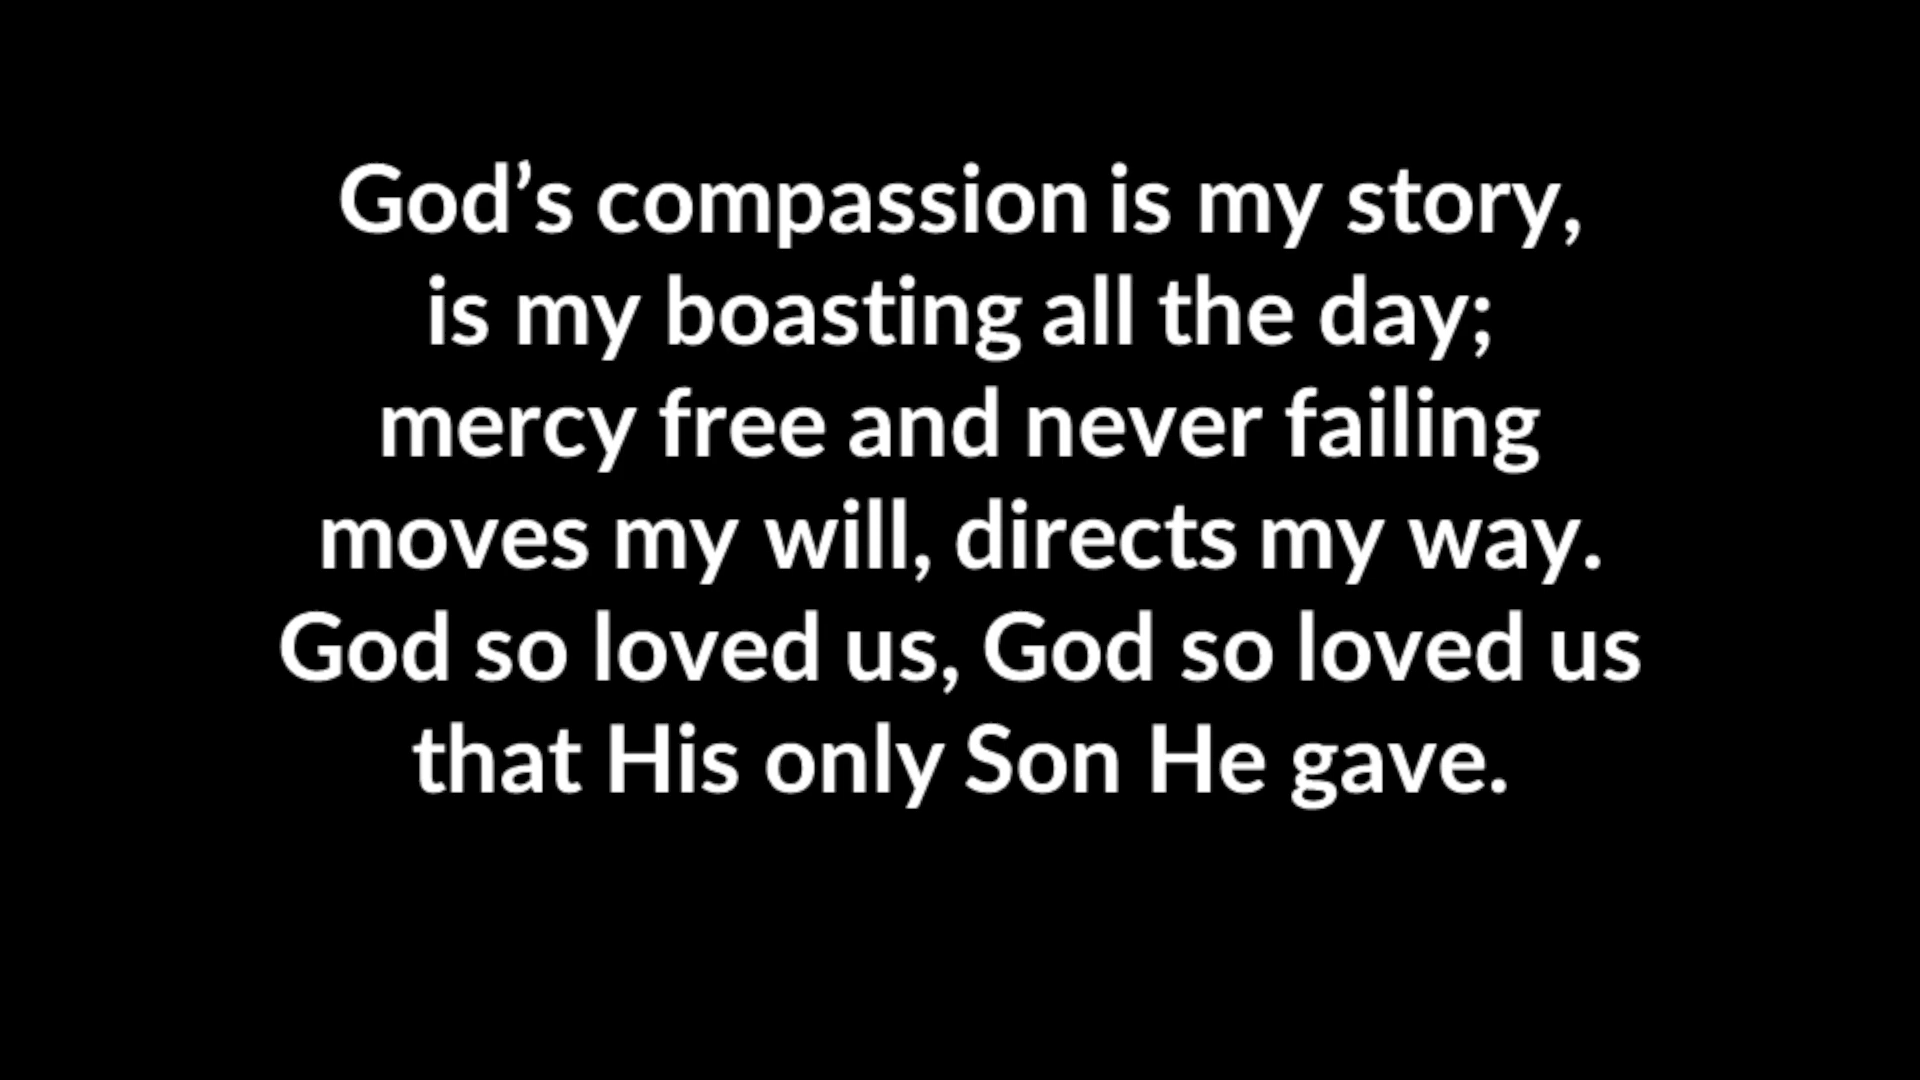 God’s compassion is my story,
is my boasting all the day;
mercy free and never failing
moves my will, directs my way.
God so loved us, God so loved us
that His only Son He gave.